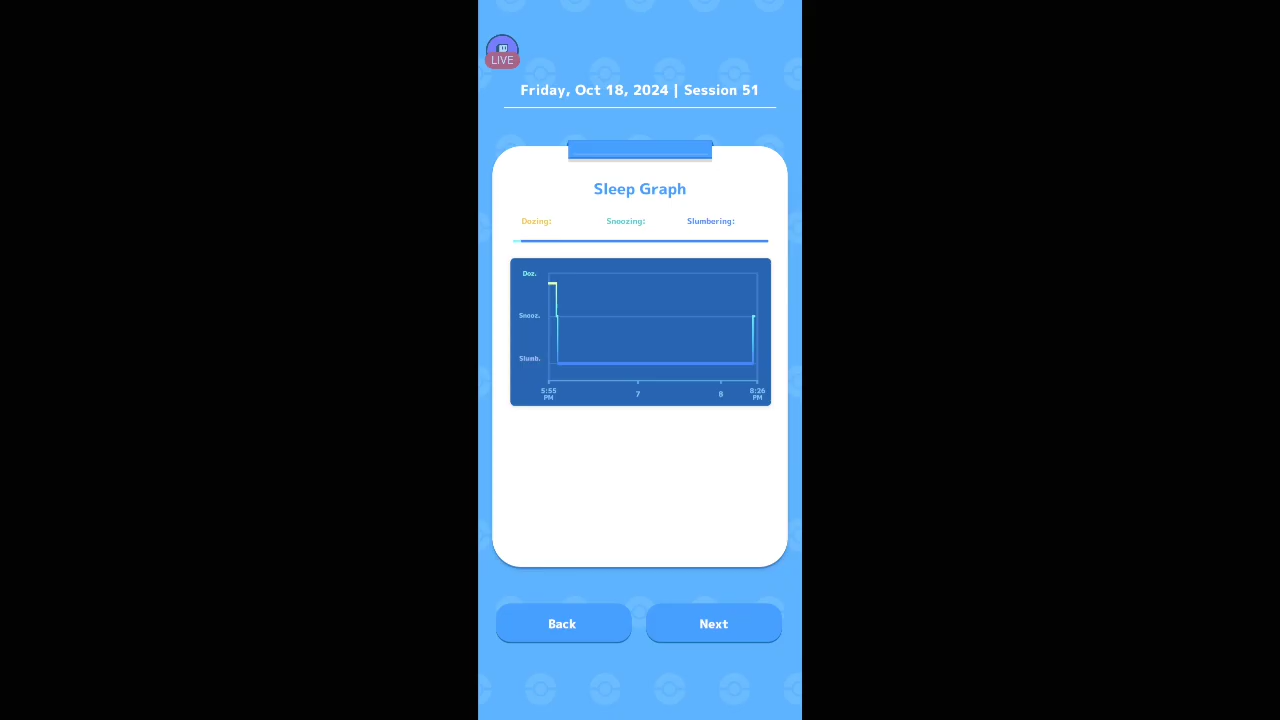 LIVE
Friday, Oct 18, 2024 | Session 51
Sleep Graph
Dozing: Snoozing: Slumbering:
Doz.
Snooz.
Slumb.
5:55 PM 7 8 8:26 PM
Back Next